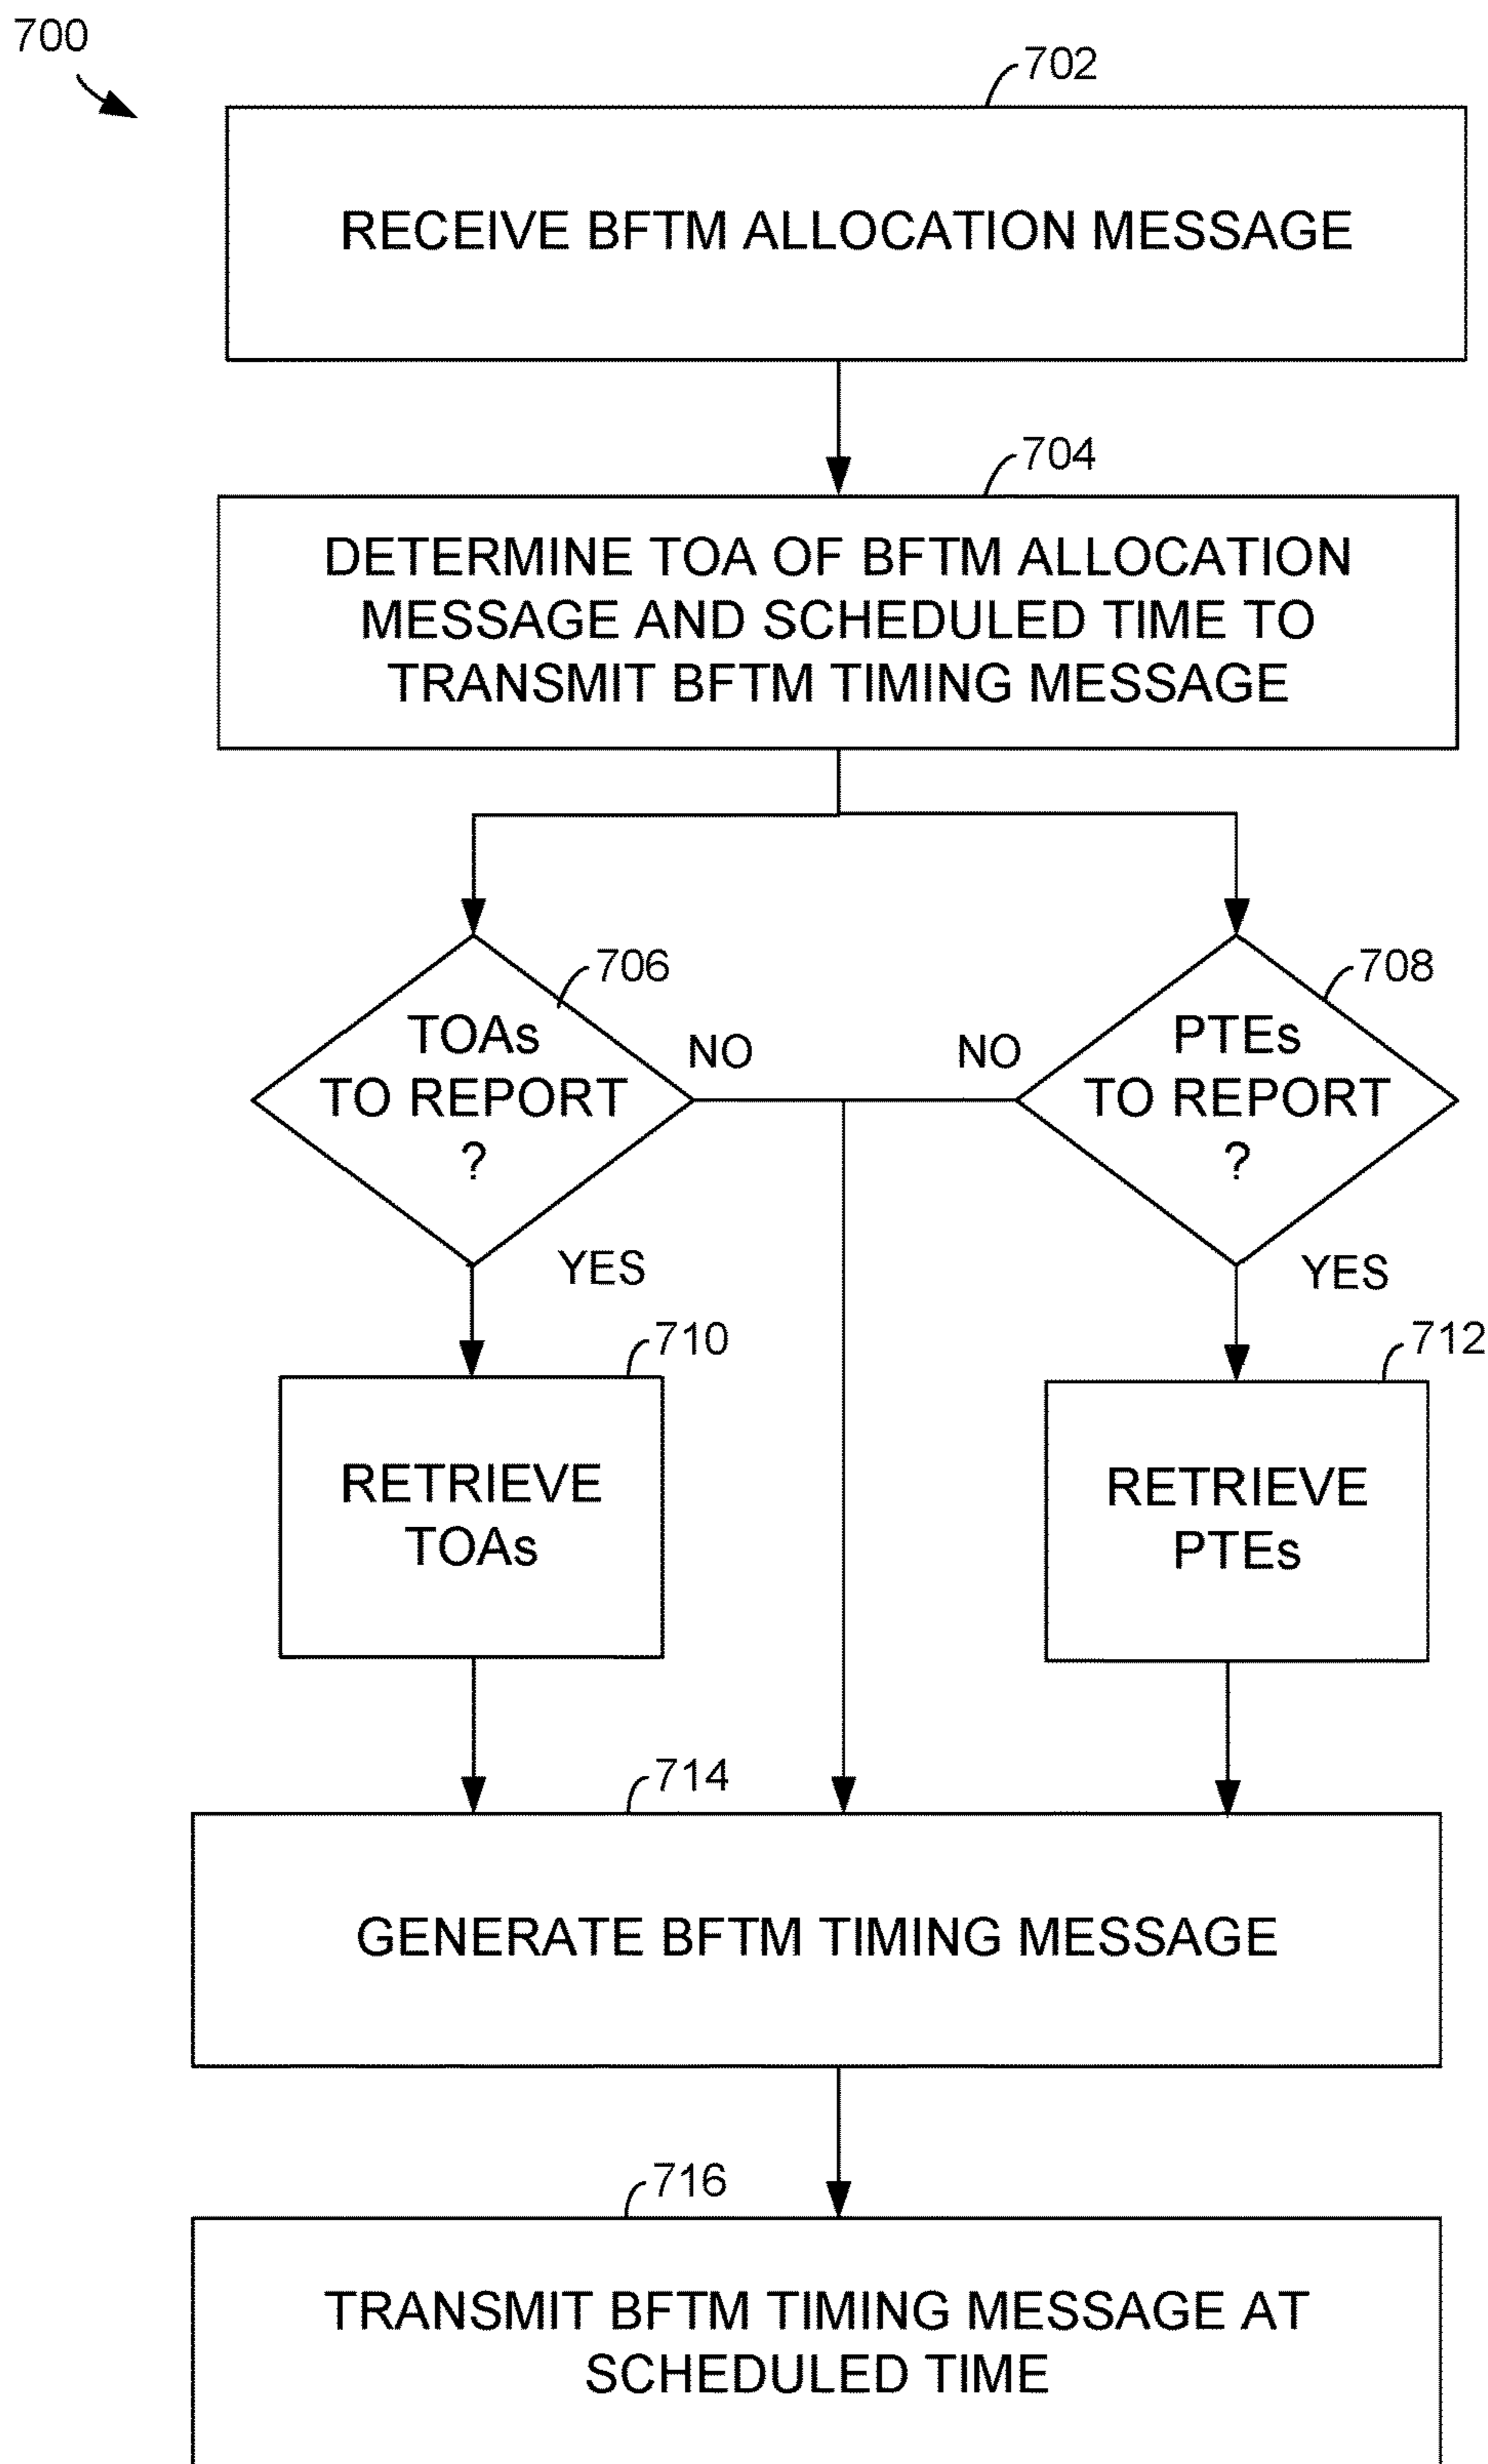 700
702
RECEIVE BFTM ALLOCATION MESSAGE
704
DETERMINE TOA OF BFTM ALLOCATION
MESSAGE AND SCHEDULED TIME TO
TRANSMIT BFTM TIMING MESSAGE
706
TOAs
TO REPORT
?
NO
NO
708
PTEs
TO REPORT
?
YES
YES
710
RETRIEVE
TOAs
712
RETRIEVE
PTEs
714
GENERATE BFTM TIMING MESSAGE
716
TRANSMIT BFTM TIMING MESSAGE AT
SCHEDULED TIME